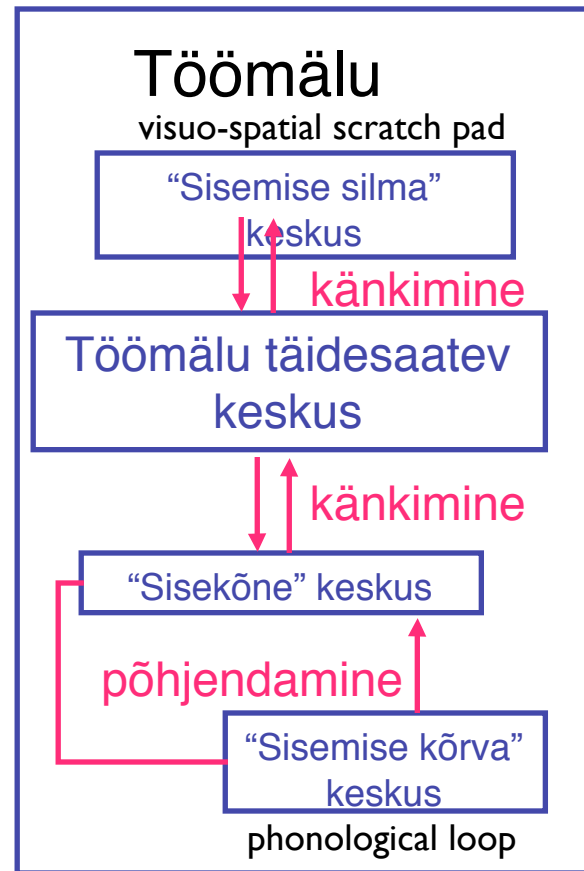 Töömälu
visuo-spatial scratch pad
“Sisemise silma”
keskus
känkimine
Töömälu täidesaatev
keskus
känkimine
“Sisekõne” keskus
põhjendamine
“Sisemise kõrva”
keskus
phonological loop